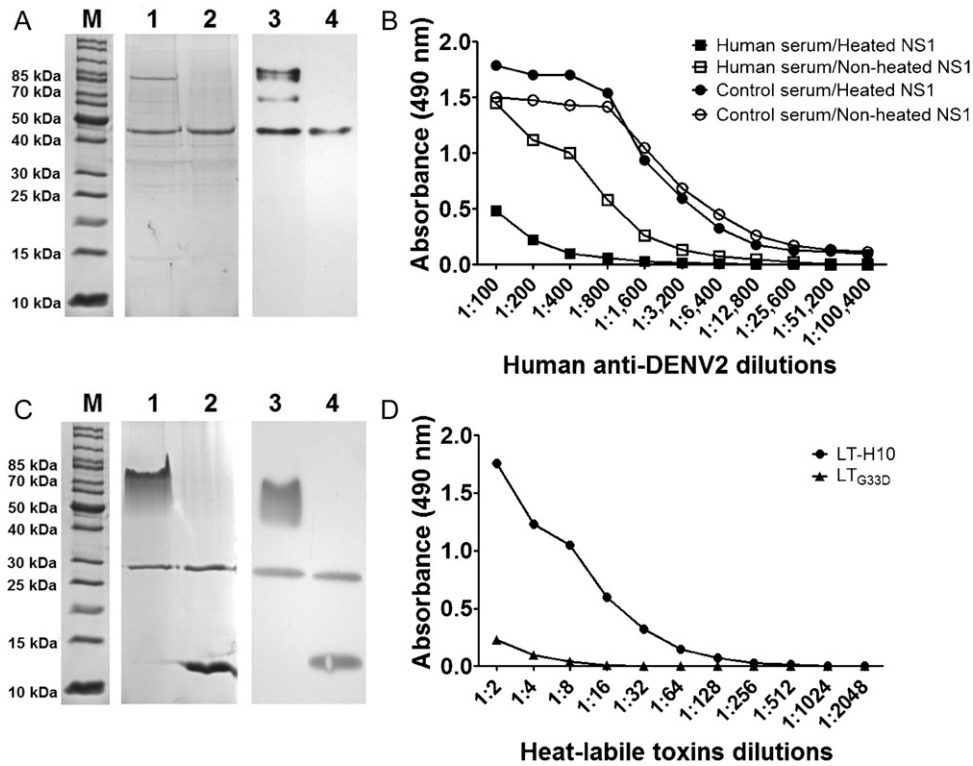 A
M 1 2 3 4
85 kDa
70 kDa
50 kDa
40 kDa
30 kDa
25 kDa
15 kDa
10 kDa
B
Absorbance (490 nm)
2.0
1.5
1.0
0.5
0.0
Human serum/Heated NS1
Human serum/Non-heated NS1
Control serum/Heated NS1
Control serum/Non-heated NS1
1:100
1:200
1:400
1:800
1:1,600
1:3,200
1:6,400
1:12,800
1:25,600
1:51,200
1:100,400
Human anti-DENV2 dilutions
C
M 1 2 3 4
85 kDa
70 kDa
50 kDa
40 kDa
30 kDa
25 kDa
15 kDa
10 kDa
D
Absorbance (490 nm)
2.0
1.5
1.0
0.5
0.0
LT-H10
LTG33D
1:2
1:4
1:8
1:16
1:32
1:64
1:128
1:256
1:512
1:1024
1:2048
Heat-labile toxins dilutions